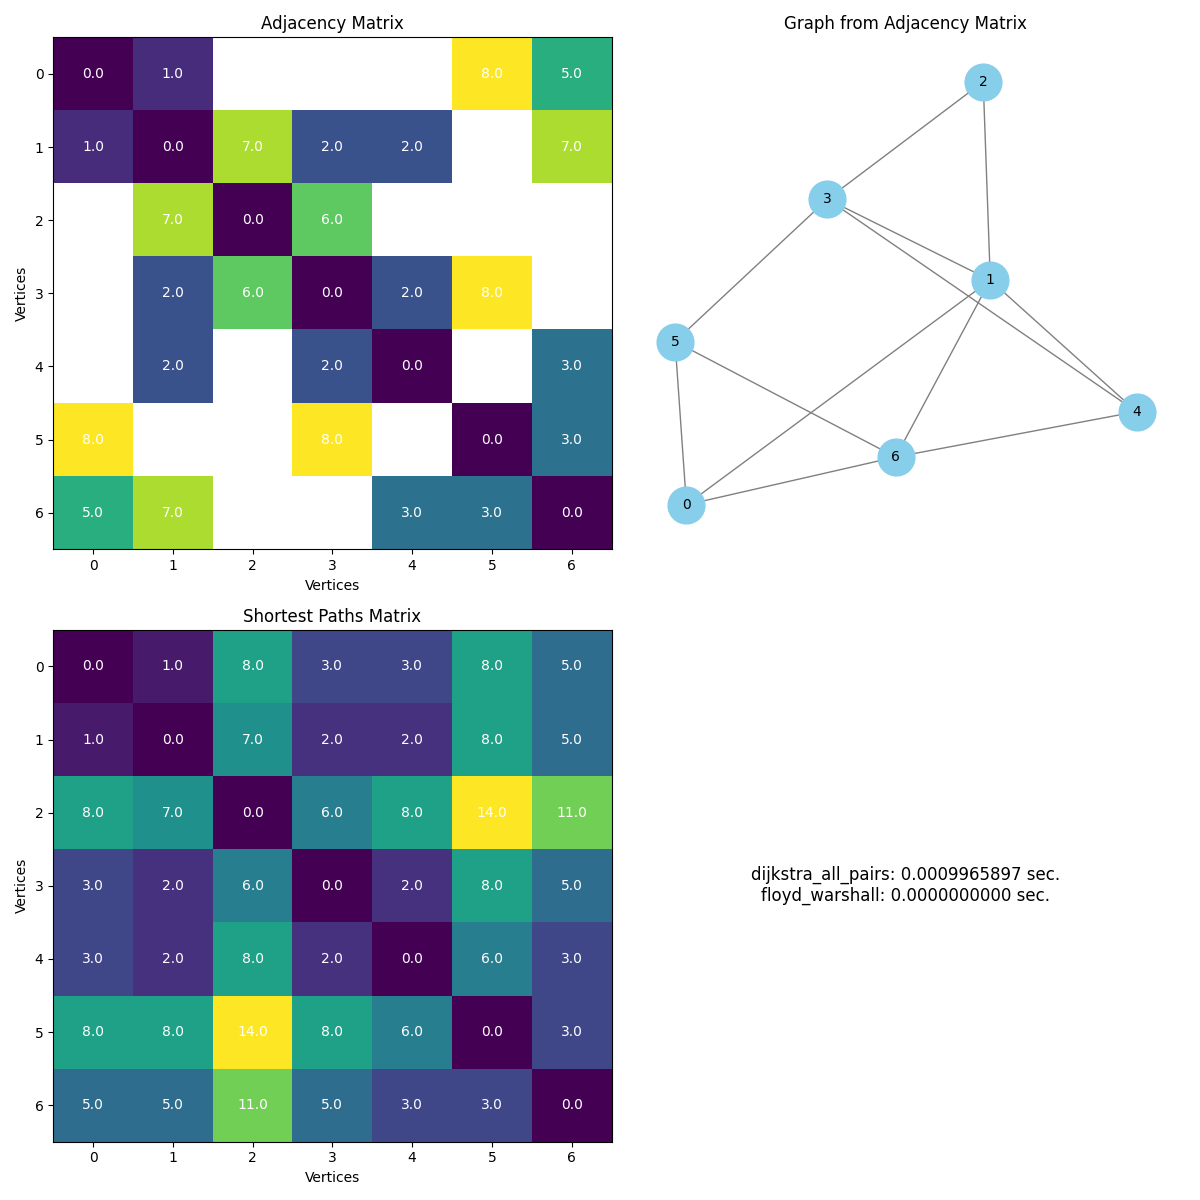 Adjacency Matrix
0 0.0 1.0 8.0 5.0
1 1.0 0.0 7.0 2.0 2.0 7.0
2 7.0 0.0 6.0
3 2.0 6.0 0.0 2.0 8.0
4 2.0 2.0 0.0 3.0
5 8.0 8.0 0.0 3.0
6 5.0 7.0 3.0 3.0 0.0
0 1 2 3 4 5 6
Vertices
Vertices
Graph from Adjacency Matrix
2
3
1
5
4
6
0
Shortest Paths Matrix
0 0.0 1.0 8.0 3.0 3.0 8.0 5.0
1 1.0 0.0 7.0 2.0 2.0 8.0 5.0
2 8.0 7.0 0.0 6.0 8.0 14.0 11.0
3 3.0 2.0 6.0 0.0 2.0 8.0 5.0
4 3.0 2.0 8.0 2.0 0.0 6.0 3.0
5 8.0 8.0 14.0 8.0 6.0 0.0 3.0
6 5.0 5.0 11.0 5.0 3.0 3.0 0.0
0 1 2 3 4 5 6
Vertices
Vertices
dijkstra_all_pairs: 0.0009965897 sec.
floyd_warshall: 0.0000000000 sec.